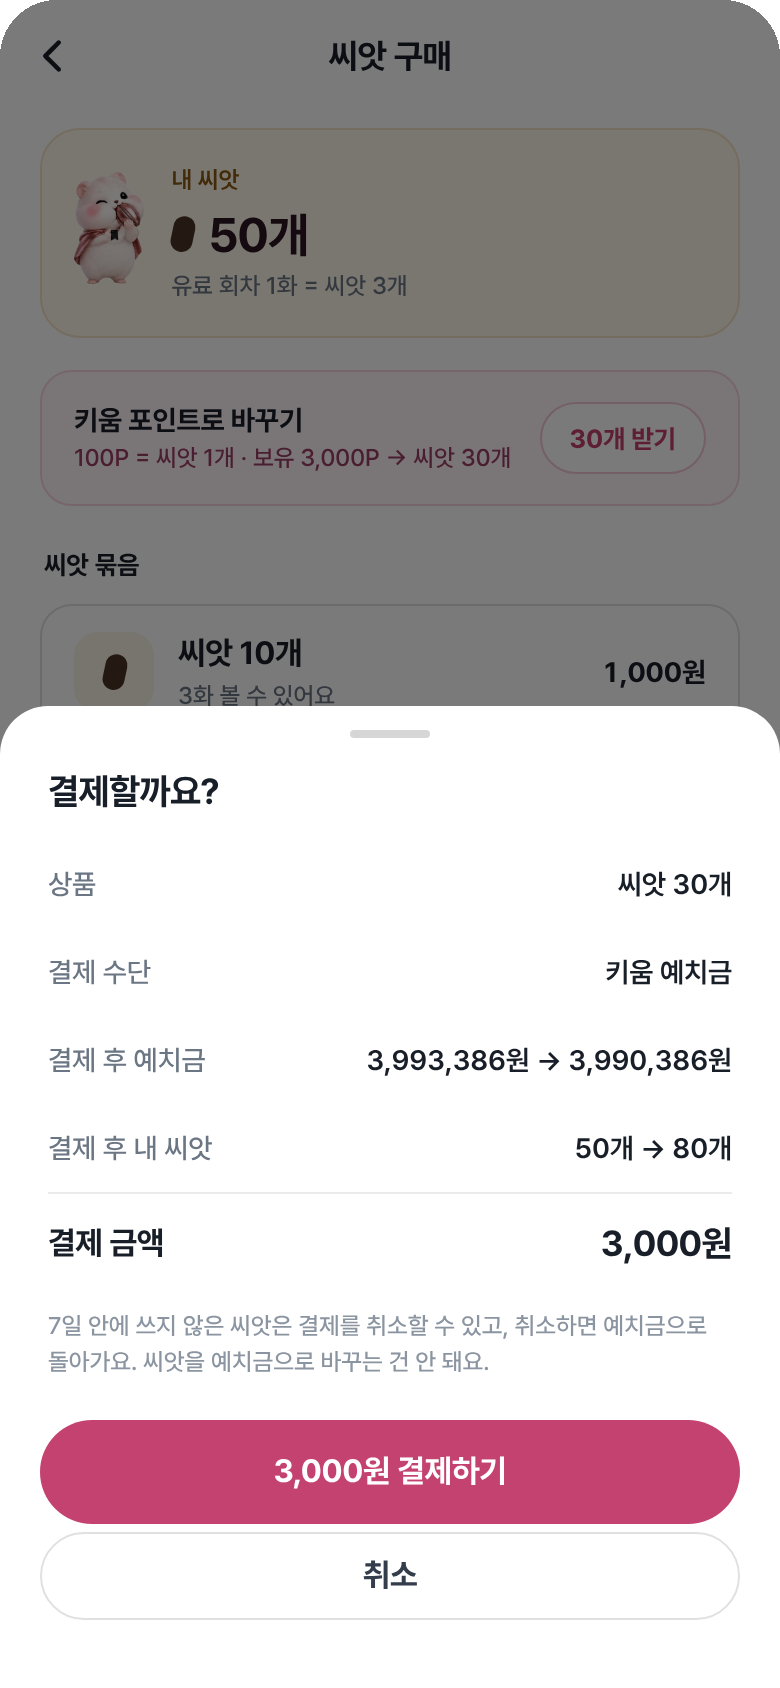 씨앗 구매
내 씨앗
50개
유료 회차 1화 = 씨앗 3개
키움 포인트로 바꾸기
100P = 씨앗 1개 · 보유 3,000P → 씨앗 30개
30개 받기
씨앗 묶음
씨앗 10개
3화 볼 수 있어요
1,000원
결제할까요?
상품 씨앗 30개
결제 수단 키움 예치금
결제 후 예치금 3,993,386원 → 3,990,386원
결제 후 내 씨앗 50개 → 80개
결제 금액 3,000원
7일 안에 쓰지 않은 씨앗은 결제를 취소할 수 있고, 취소하면 예치금으로
돌아가요. 씨앗을 예치금으로 바꾸는 건 안 돼요.
3,000원 결제하기
취소